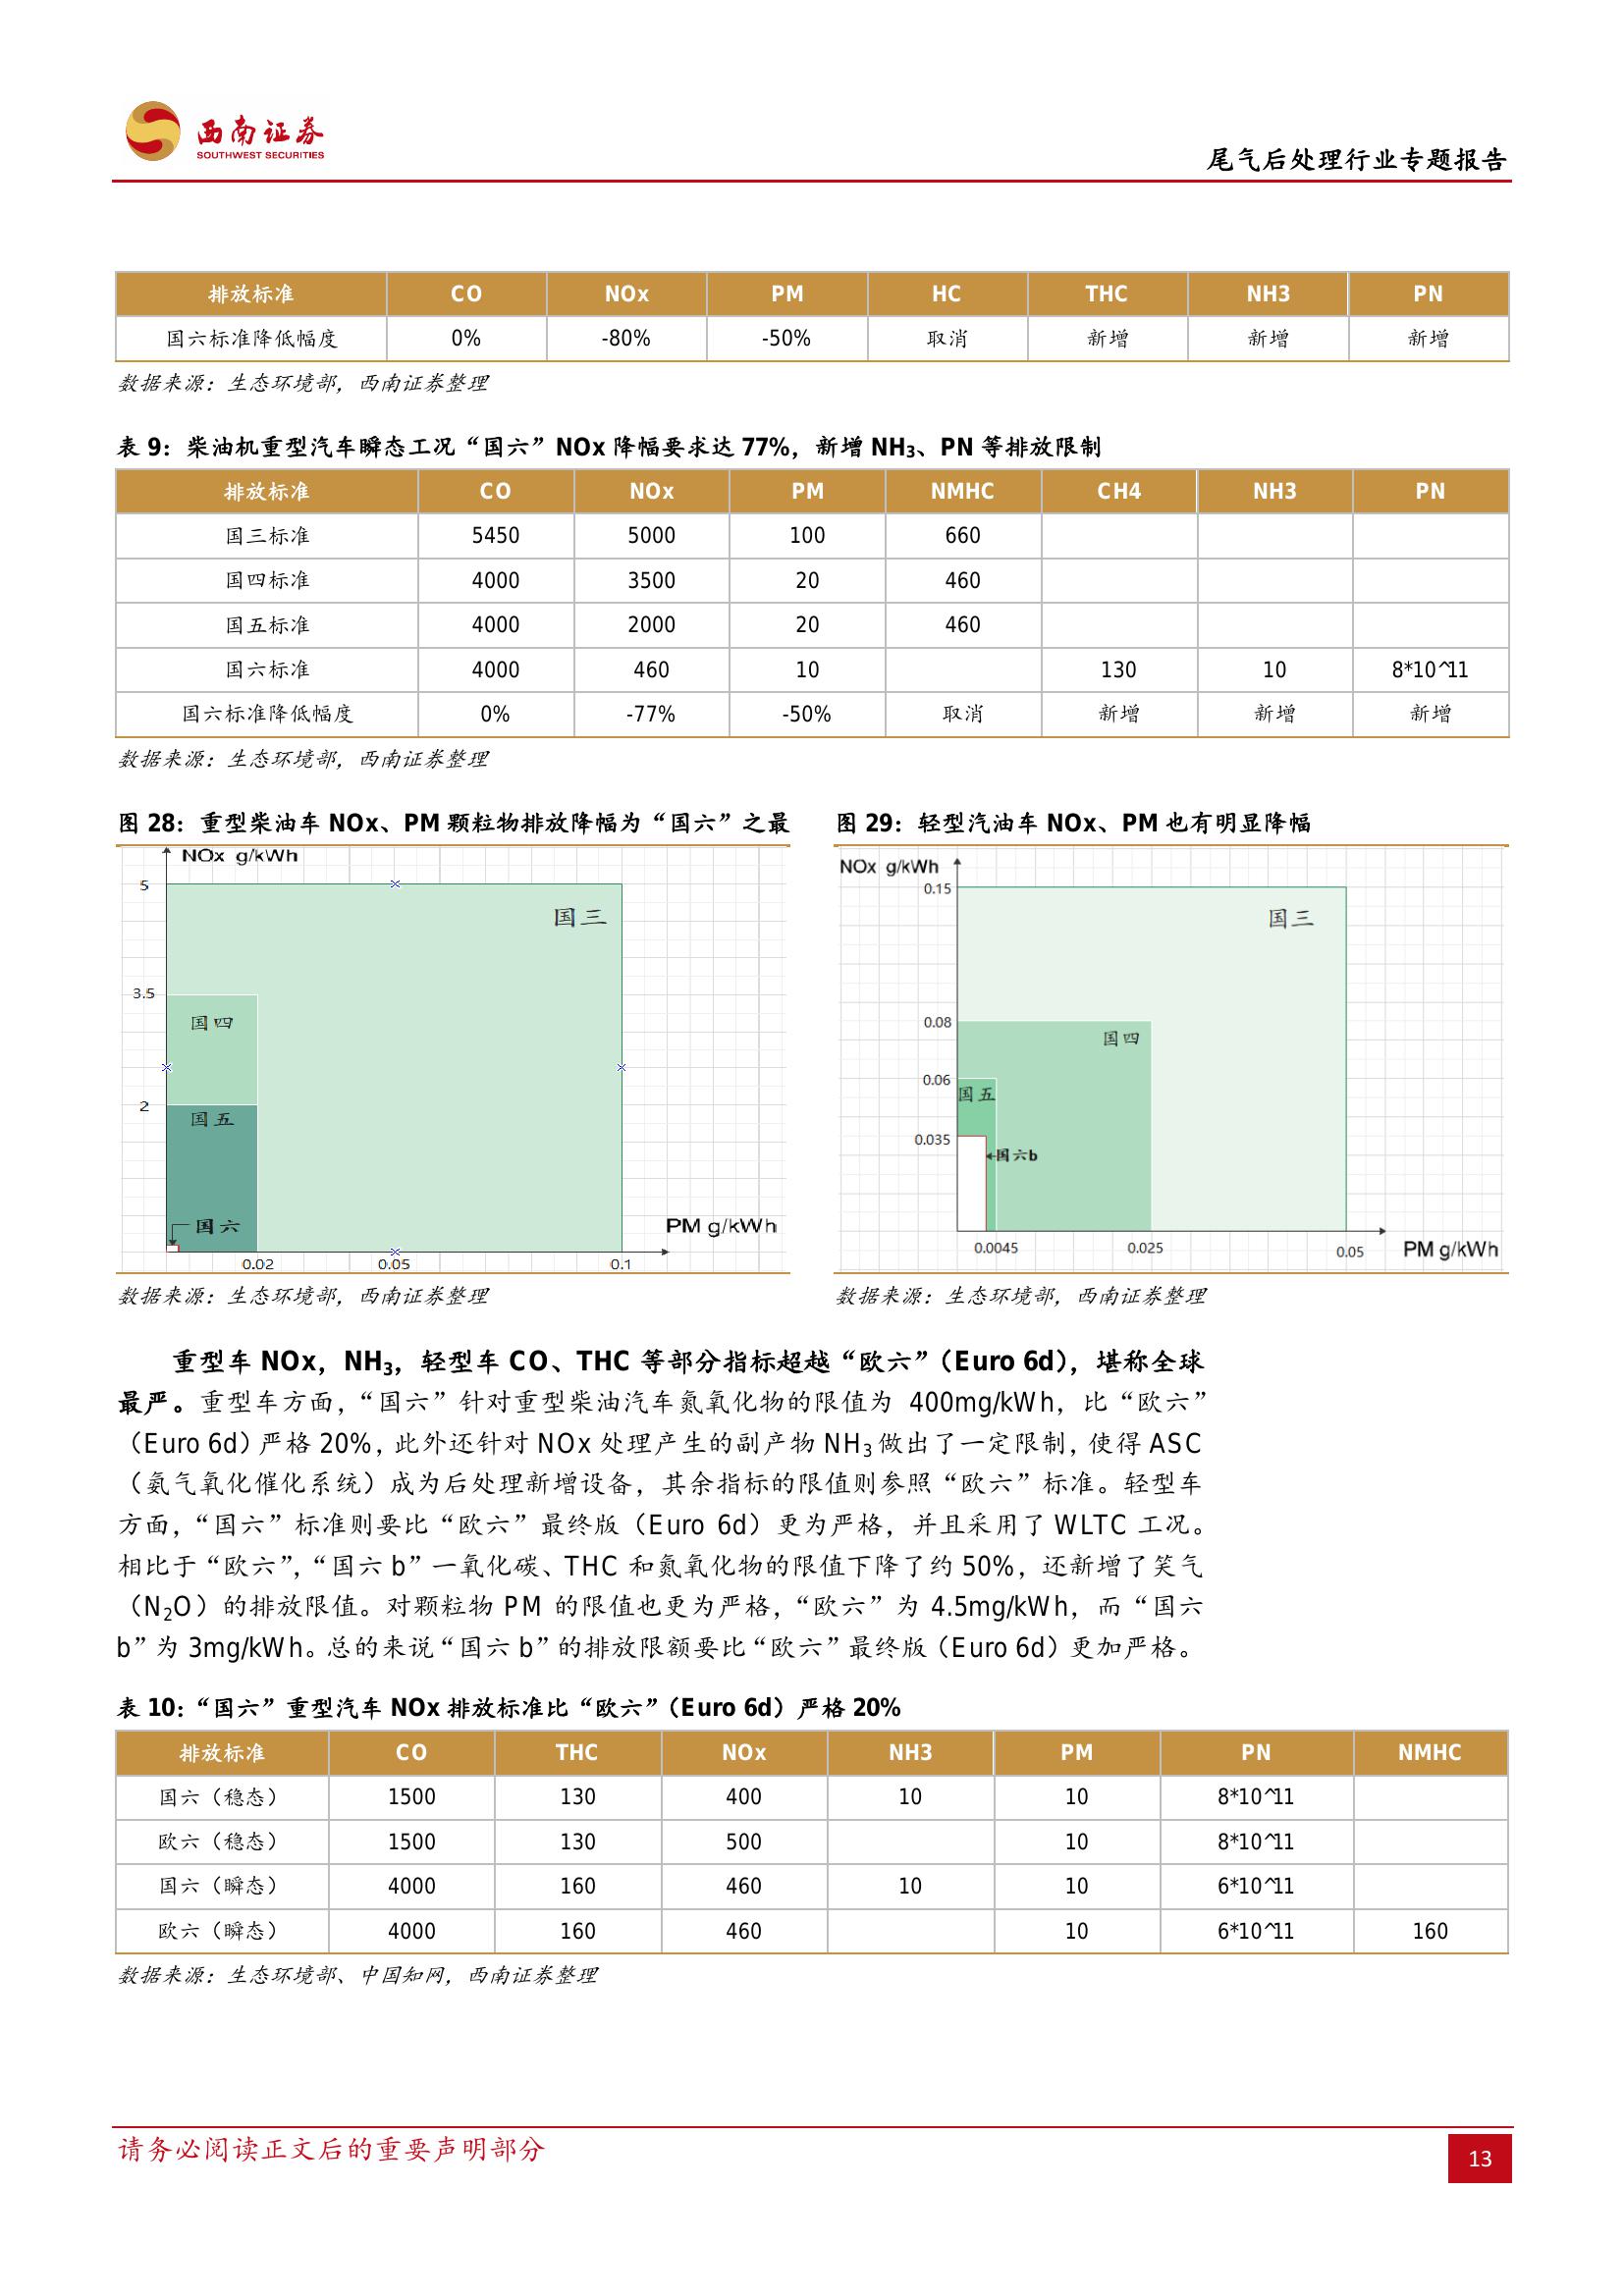 西南证券
SOUTHWEST SECURITIES
尾气后处理行业专题报告
排放标准 CO NOx PM HC THC NH3 PN
国六标准降低幅度 0% -80% -50% 取消 新增 新增 新增
数据来源：生态环境部，西南证券整理
表 9：柴油机重型汽车瞬态工况“国六”NOx 降幅要求达 77%，新增 NH3、PN 等排放限制
排放标准 CO NOx PM NMHC CH4 NH3 PN
国三标准 5450 5000 100 660
国四标准 4000 3500 20 460
国五标准 4000 2000 20 460
国六标准 4000 460 10 130 10 8*10^11
国六标准降低幅度 0% -77% -50% 取消 新增 新增 新增
数据来源：生态环境部，西南证券整理
图 28：重型柴油车 NOx、PM 颗粒物排放降幅为“国六”之最
NOx g/kWh
5
国三
3.5
国四
2
国五
国六
PM g/kWh
0.02 0.05 0.1
数据来源：生态环境部，西南证券整理
图 29：轻型汽油车 NOx、PM 也有明显降幅
NOx g/kWh
0.15
国三
0.08
国四
0.06
国五
0.035
国六b
0.0045 0.025 0.05 PM g/kWh
数据来源：生态环境部，西南证券整理
重型车 NOx，NH3，轻型车 CO、THC 等部分指标超越“欧六”（Euro 6d），堪称全球
最严。重型车方面，“国六”针对重型柴油汽车氮氧化物的限值为 400mg/kWh，比“欧六”
（Euro 6d）严格 20%，此外还针对 NOx 处理产生的副产物 NH3 做出了一定限制，使得 ASC
（氨气氧化催化系统）成为后处理新增设备，其余指标的限值则参照“欧六”标准。轻型车
方面，“国六”标准则要比“欧六”最终版（Euro 6d）更为严格，并且采用了 WLTC 工况。
相比于“欧六”，“国六 b”一氧化碳、THC 和氮氧化物的限值下降了约 50%，还新增了笑气
（N2O）的排放限值。对颗粒物 PM 的限值也更为严格，“欧六”为 4.5mg/kWh，而“国六
b”为 3mg/kWh。总的来说“国六 b”的排放限额要比“欧六”最终版（Euro 6d）更加严格。
表 10：“国六”重型汽车 NOx 排放标准比“欧六”（Euro 6d）严格 20%
排放标准 CO THC NOx NH3 PM PN NMHC
国六（稳态） 1500 130 400 10 10 8*10^11
欧六（稳态） 1500 130 500 10 8*10^11
国六（瞬态） 4000 160 460 10 10 6*10^11
欧六（瞬态） 4000 160 460 10 6*10^11 160
数据来源：生态环境部、中国知网，西南证券整理
请务必阅读正文后的重要声明部分
13